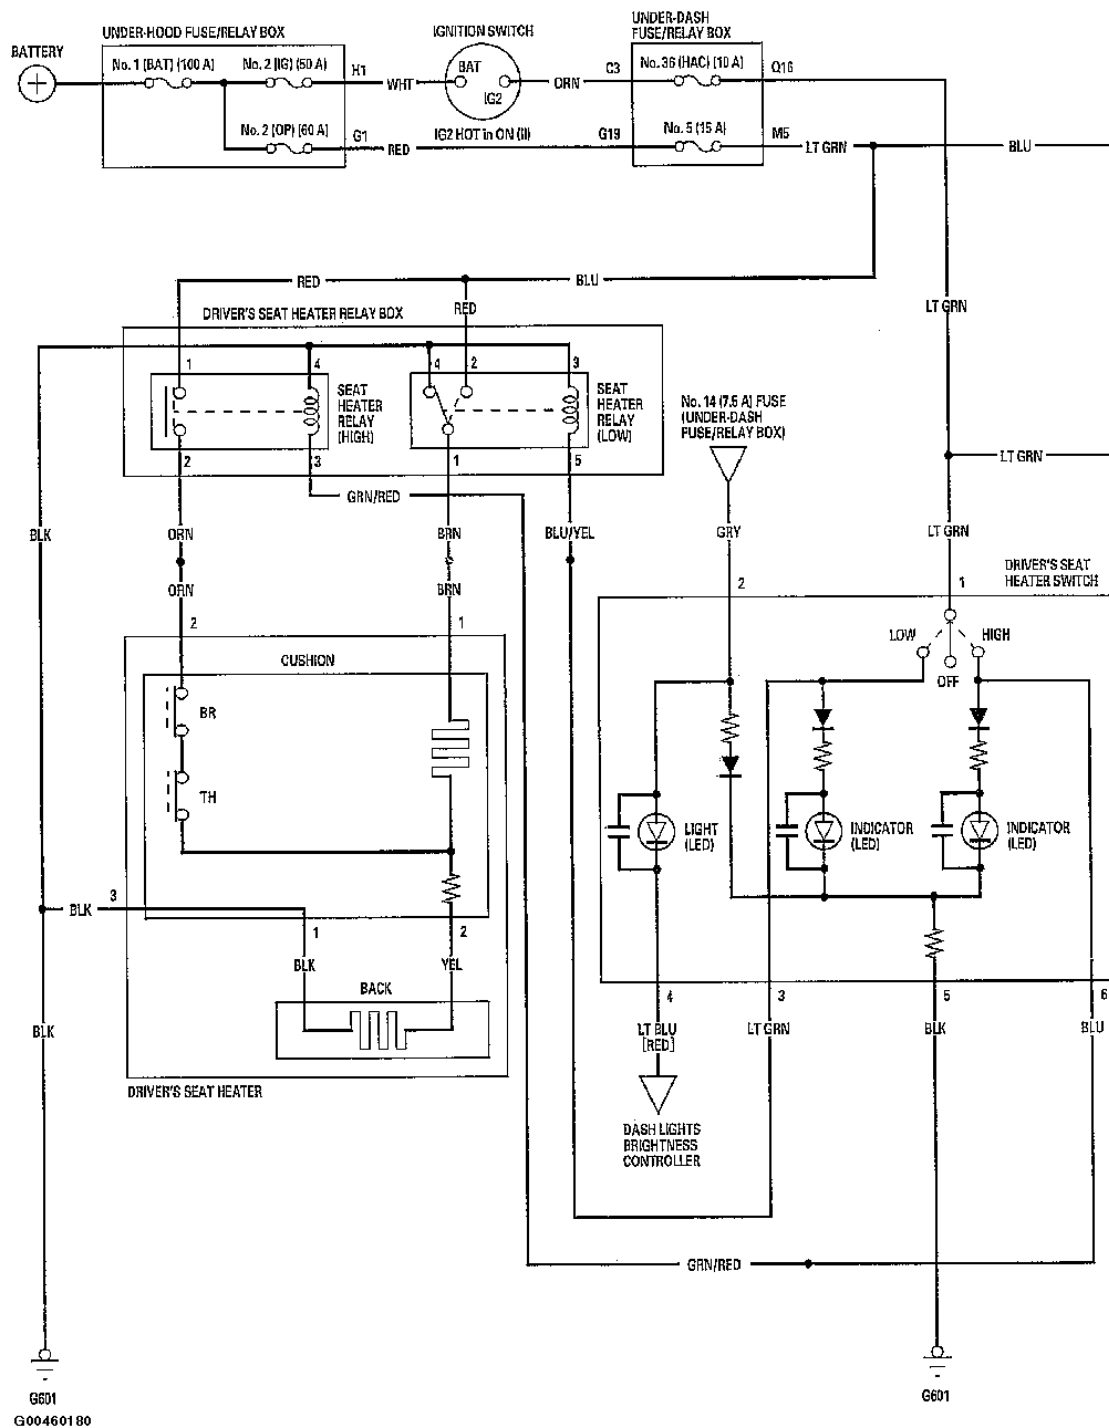 BATTERY
UNDER-HOOD FUSE/RELAY BOX
No. 1 (BAT) (100 A)
No. 2 (IG) (50 A)
No. 2 (OP) (60 A)
H1
G1
WHT
RED
IGNITION SWITCH
BAT
IG2
IG2 HOT in ON (II)
ORN
C3
G19
UNDER-DASH
FUSE/RELAY BOX
No. 36 (HAC) (10 A)
No. 5 (15 A)
Q16
M5
LT GRN
BLU
RED
BLU
RED
LT GRN
DRIVER'S SEAT HEATER RELAY BOX
1
4
SEAT
HEATER
RELAY
(HIGH)
2
3
4
2
3
SEAT
HEATER
RELAY
(LOW)
1
5
No. 14 (7.5 A) FUSE
(UNDER-DASH
FUSE/RELAY BOX)
LT GRN
GRN/RED
BLK
ORN
BRN
BLU/YEL
GRY
LT GRN
ORN
BRN
2
1
DRIVER'S SEAT
HEATER SWITCH
2
1
LOW
HIGH
OFF
CUSHION
BR
TH
LIGHT
(LED)
INDICATOR
(LED)
INDICATOR
(LED)
3
BLK
1
2
BLK
YEL
BACK
4
3
5
6
BLK
LT BLU
[RED]
LT GRN
BLK
BLU
DRIVER'S SEAT HEATER
DASH LIGHTS
BRIGHTNESS
CONTROLLER
GRN/RED
G601
G601
G00460180